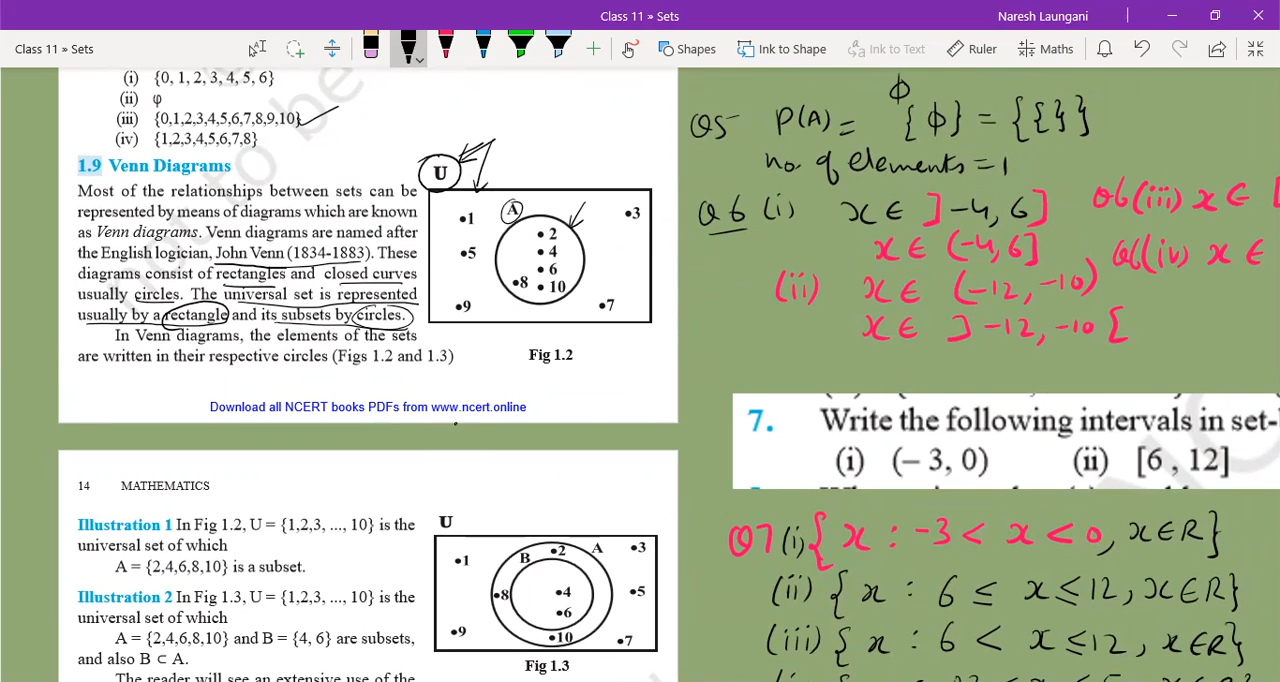 Class 11 » Sets
Naresh Laungani
Class 11 » Sets
Shapes
Ink to Shape
Ink to Text
Ruler
Maths
(i) {0, 1, 2, 3, 4, 5, 6}
(ii) φ
(iii) {0,1,2,3,4,5,6,7,8,9,10}
(iv) {1,2,3,4,5,6,7,8}
1.9 Venn Diagrams
Most of the relationships between sets can be
represented by means of diagrams which are known
as Venn diagrams. Venn diagrams are named after
the English logician, John Venn (1834-1883). These
diagrams consist of rectangles and closed curves
usually circles. The universal set is represented
usually by a rectangle and its subsets by circles.
In Venn diagrams, the elements of the sets
are written in their respective circles (Figs 1.2 and 1.3)
U
A
•1
•3
•2
•5
•4
•6
•8
•10
•9
•7
Fig 1.2
Download all NCERT books PDFs from www.ncert.online
14 MATHEMATICS
Illustration 1 In Fig 1.2, U = {1,2,3, ..., 10} is the
universal set of which
A = {2,4,6,8,10} is a subset.
Illustration 2 In Fig 1.3, U = {1,2,3, ..., 10} is the
universal set of which
A = {2,4,6,8,10} and B = {4, 6} are subsets,
and also B ⊂ A.
The reader will see an extensive use of the
U
•1
B
•2
A
•3
•8
•4
•5
•6
•9
•10
•7
Fig 1.3
φ
Q5 P(A) = {φ} = {{}}
no. of elements = 1
Q6 (i) x ∈ ]-4, 6]
x ∈ (-4, 6]
(ii) x ∈ (-12, -10)
x ∈ ]-12, -10[
Q6(iii) x ∈ [
Q6(iv) x ∈
7. Write the following intervals in set-
(i) (– 3, 0) (ii) [6 , 12]
Q7 (i) {x : -3 < x < 0, x∈R}
(ii) {x : 6 ≤ x ≤ 12, x∈R}
(iii) {x : 6 < x ≤ 12, x∈R}